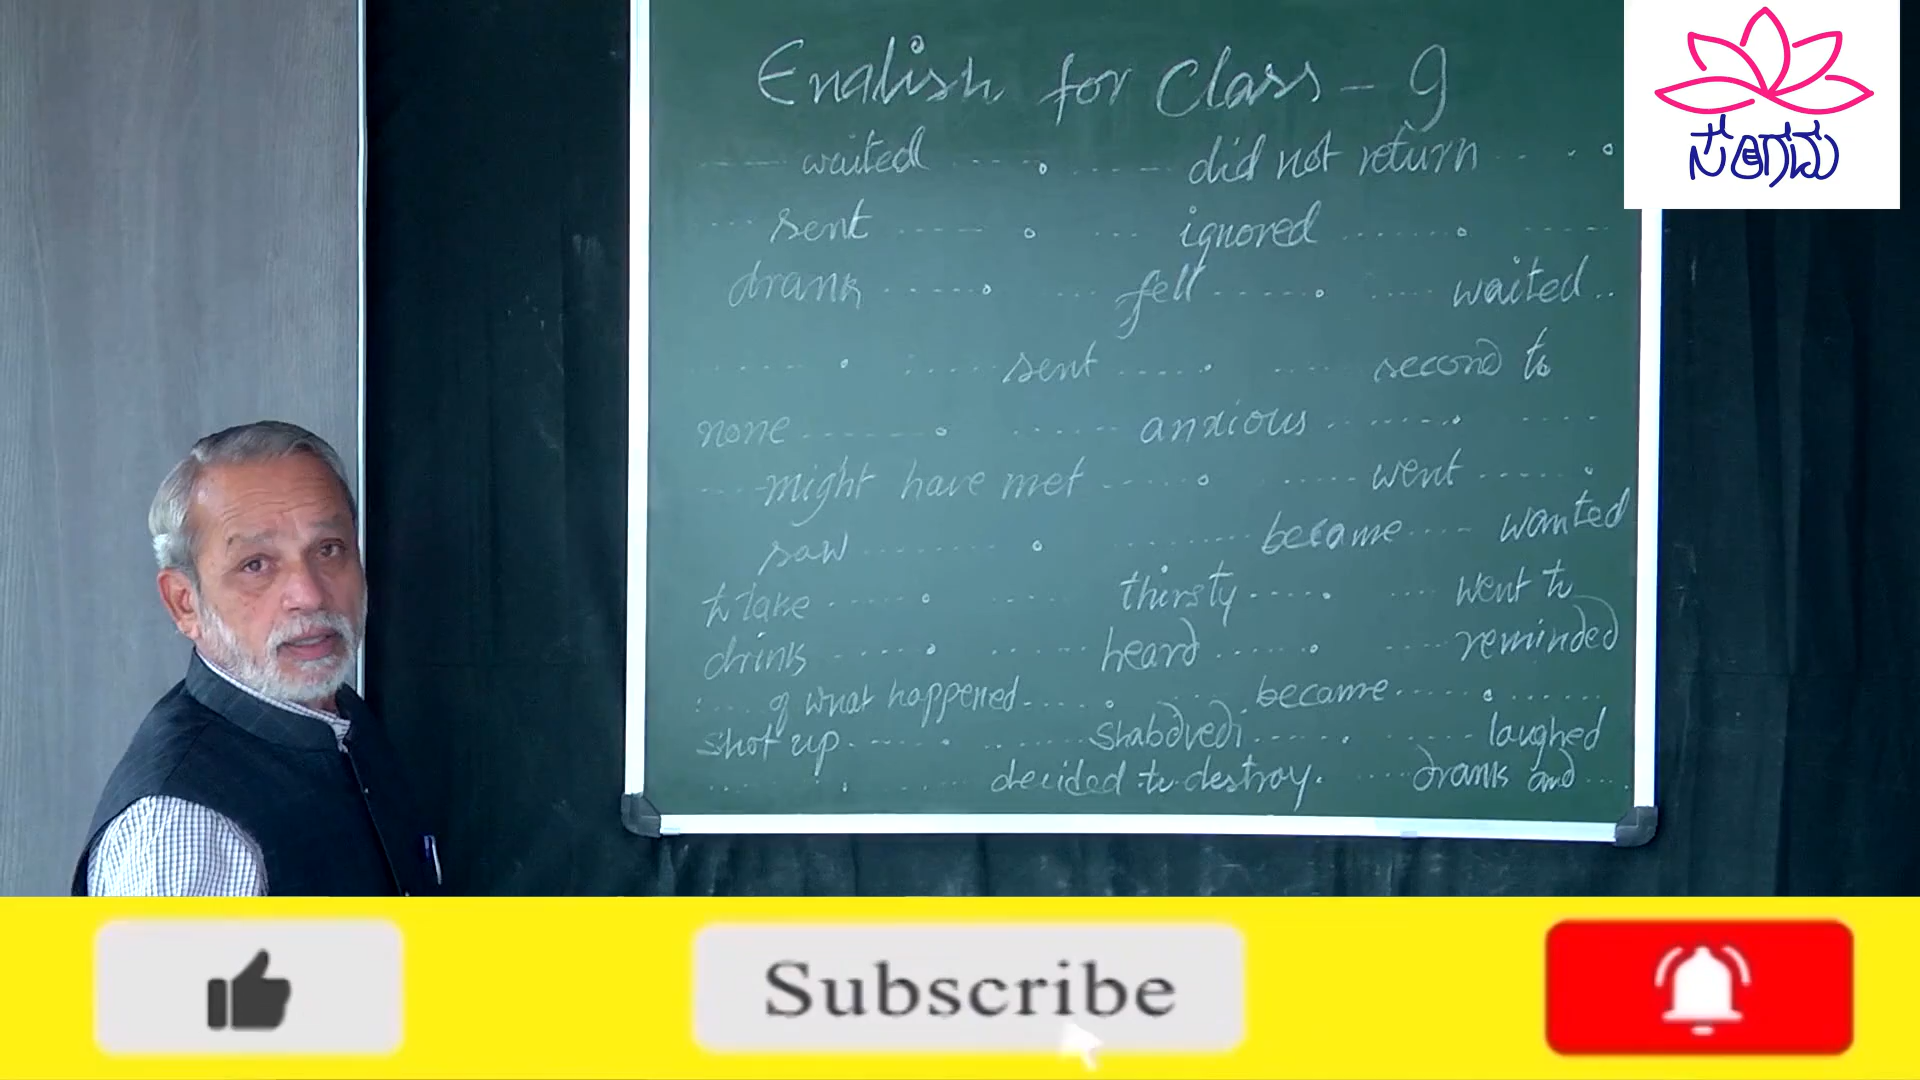 English for Class - 9
------ waited ----. ----- did not return -- - .
--- sent ------. --- ignored ------. -----
drank ------. --- fell ------. ---- waited..
------. ----- sent -----. ---- second to
none -------. ------ anxious ------. ----
----might have met -----. ----- went -----.
saw -------. -------- became ---- wanted
to take -----. ---- thirsty ----. --- went to
drinks -----. ------ heard ------. ---- reminded
----- of what happened----. --- became -----. -----
shot up.-----. ----- shabdvedi -----. ----- laughed
----. ---- decided to destroy. ---- drank and ---.
ಸಂಗಮ
Subscribe